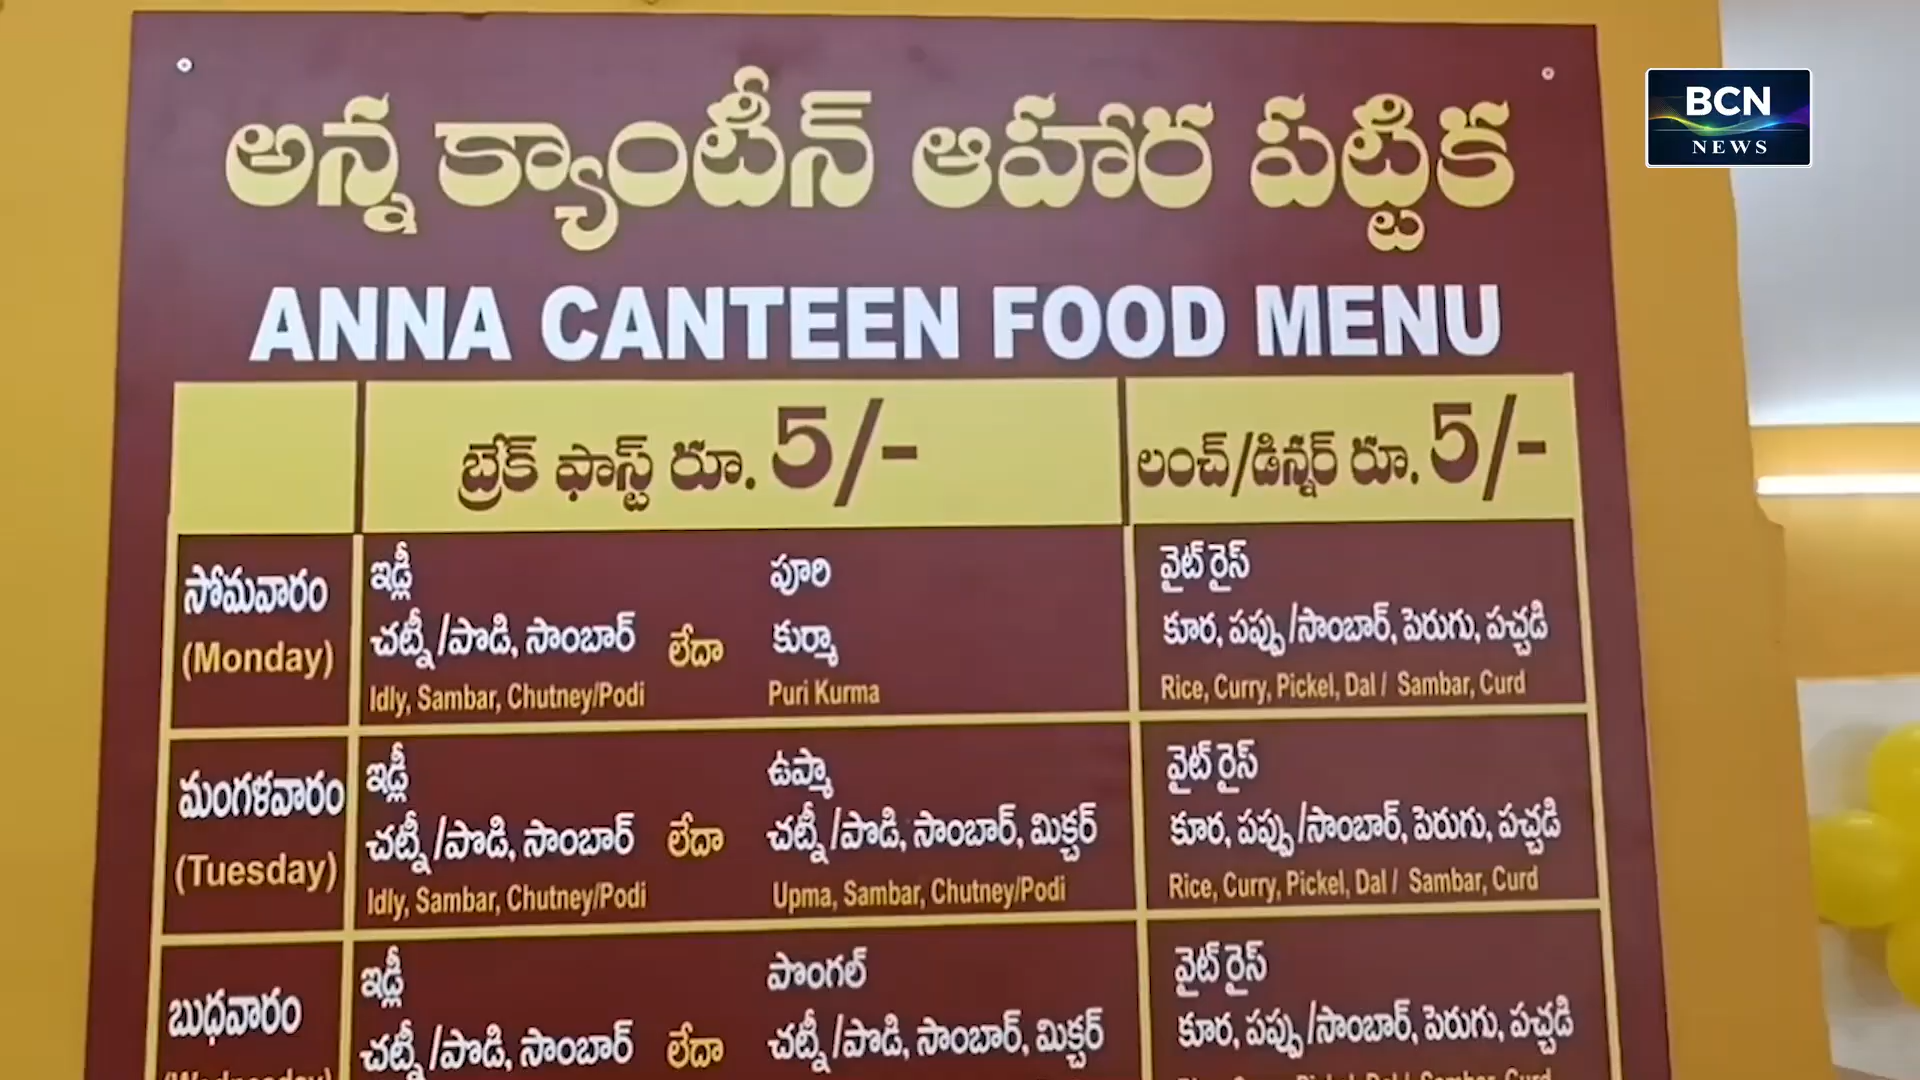 BCN
NEWS
అన్న క్యాంటీన్ ఆహార పట్టిక
ANNA CANTEEN FOOD MENU
బ్రేక్ ఫాస్ట్ రూ. 5/-
లంచ్/డిన్నర్ రూ. 5/-
సోమవారం
(Monday)
ఇడ్లీ
చట్నీ/పొడి, సాంబార్
Idly, Sambar, Chutney/Podi
లేదా
పూరి
కుర్మా
Puri Kurma
వైట్ రైస్
కూర, పప్పు/సాంబార్, పెరుగు, పచ్చడి
Rice, Curry, Pickel, Dal / Sambar, Curd
మంగళవారం
(Tuesday)
ఇడ్లీ
చట్నీ/పొడి, సాంబార్
Idly, Sambar, Chutney/Podi
లేదా
ఉప్మా
చట్నీ/పొడి, సాంబార్, మిక్చర్
Upma, Sambar, Chutney/Podi
వైట్ రైస్
కూర, పప్పు/సాంబార్, పెరుగు, పచ్చడి
Rice, Curry, Pickel, Dal / Sambar, Curd
బుధవారం
(Wednesday)
ఇడ్లీ
చట్నీ/పొడి, సాంబార్
లేదా
పొంగల్
చట్నీ/పొడి, సాంబార్, మిక్చర్
వైట్ రైస్
కూర, పప్పు/సాంబార్, పెరుగు, పచ్చడి